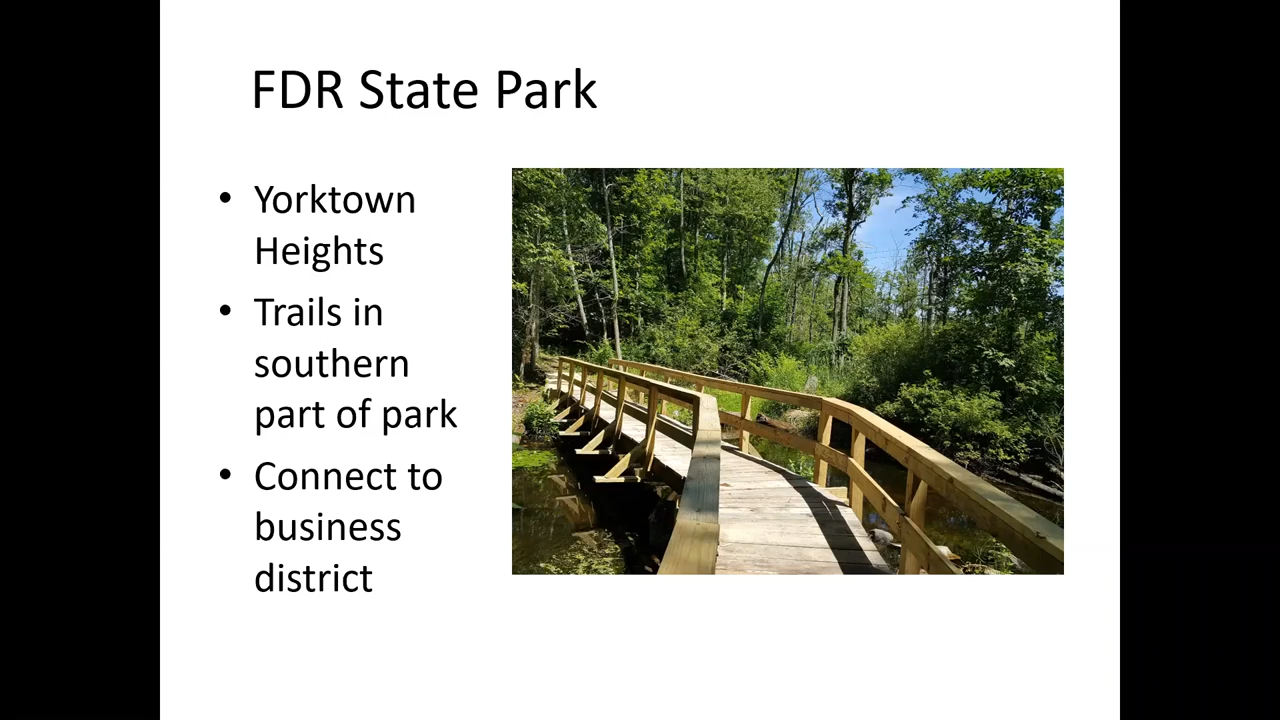 FDR State Park
• Yorktown
Heights
• Trails in
southern
part of park
• Connect to
business
district